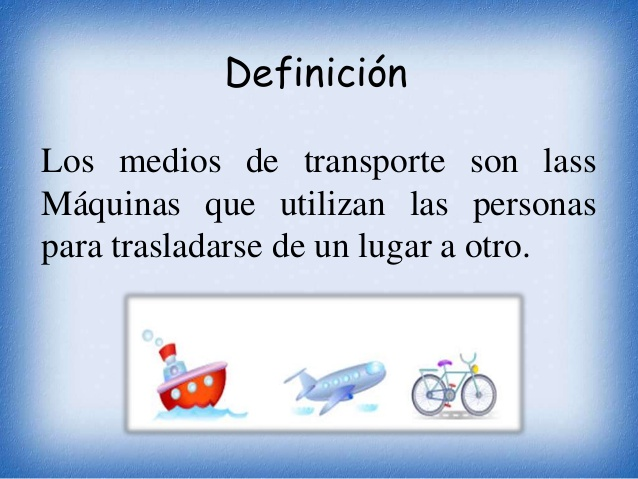 Definición
Los medios de transporte son lass
Máquinas que utilizan las personas
para trasladarse de un lugar a otro.